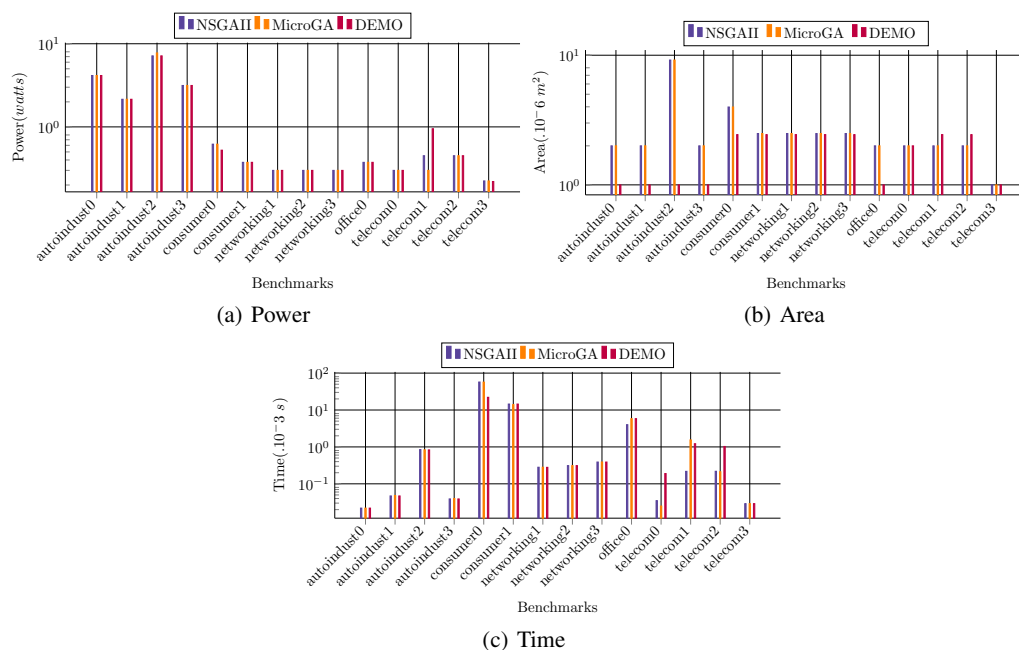 NSGAII MicroGA DEMO
10^1
10^0
Power(watts)
autoindust0
autoindust1
autoindust2
autoindust3
consumer0
consumer1
networking1
networking2
networking3
office0
telecom0
telecom1
telecom2
telecom3
Benchmarks
(a) Power
NSGAII MicroGA DEMO
10^1
10^0
Area(.10^− 6 m^2)
autoindust0
autoindust1
autoindust2
autoindust3
consumer0
consumer1
networking1
networking2
networking3
office0
telecom0
telecom1
telecom2
telecom3
Benchmarks
(b) Area
NSGAII MicroGA DEMO
10^2
10^1
10^0
10^−1
Time(.10^−3 s)
autoindust0
autoindust1
autoindust2
autoindust3
consumer0
consumer1
networking1
networking2
networking3
office0
telecom0
telecom1
telecom2
telecom3
Benchmarks
(c) Time